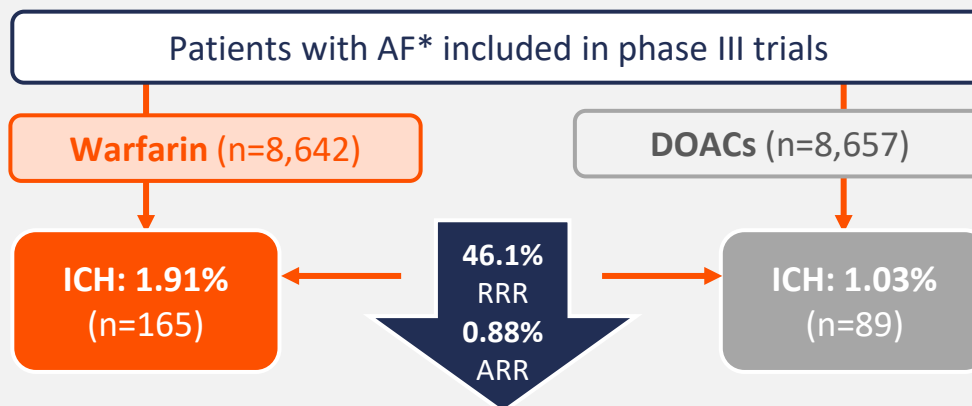 Patients with AF* included in phase III trials
Warfarin (n=8,642)
DOACs (n=8,657)
ICH: 1.91%
(n=165)
46.1%
RRR
0.88%
ARR
ICH: 1.03%
(n=89)